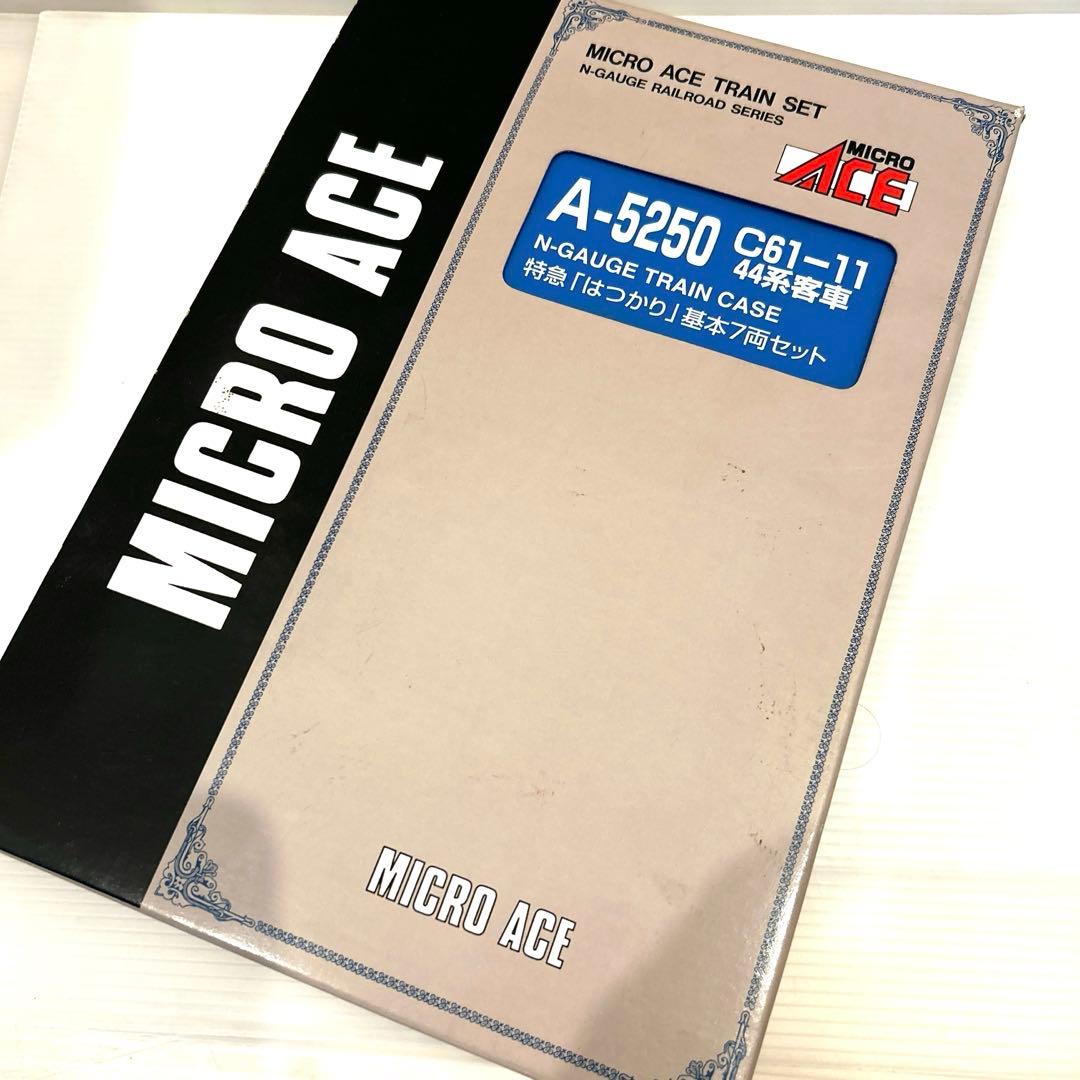 MICRO ACE
MICRO ACE TRAIN SET
N-GAUGE RAILROAD SERIES
MICRO
ACE
A-5250 C61-11
44系客車
N-GAUGE TRAIN CASE
特急「はつかり」基本7両セット
MICRO ACE